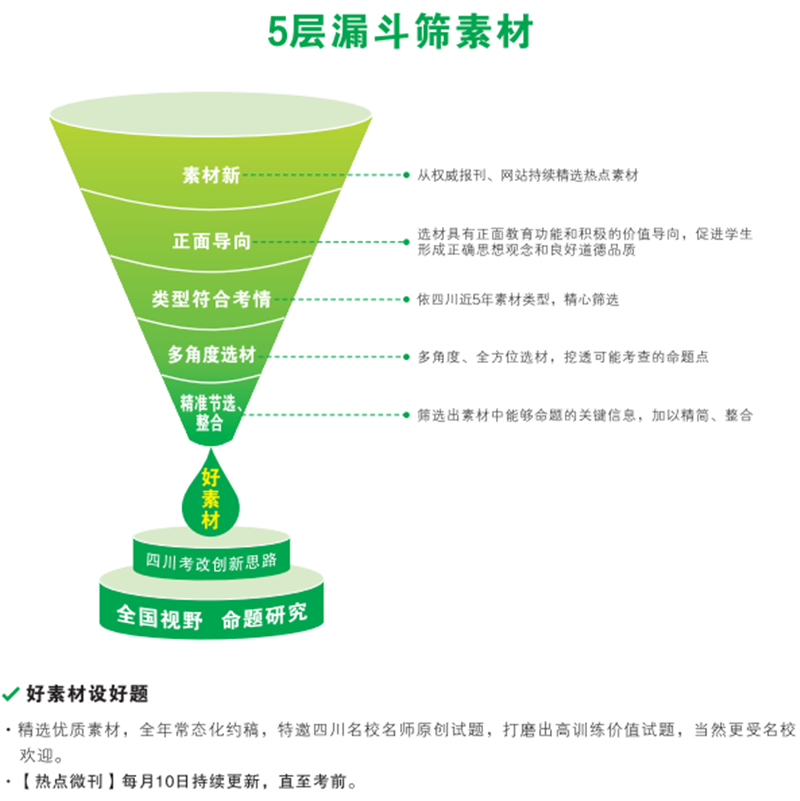 5层漏斗筛素材
素材新
从权威报刊、网站持续精选热点素材
正面导向
选材具有正面教育功能和积极的价值导向，促进学生
形成正确思想观念和良好道德品质
类型符合考情
依四川近5年素材类型，精心筛选
多角度选材
多角度、全方位选材，挖透可能考查的命题点
精准节选、
整合
筛选出素材中能够命题的关键信息，加以精简、整合
好
素
材
四川考改创新思路
全国视野 命题研究
好素材设好题
·精选优质素材，全年常态化约稿，特邀四川名校名师原创试题，打磨出高训练价值试题，当然更受名校
欢迎。
·【热点微刊】每月10日持续更新，直至考前。